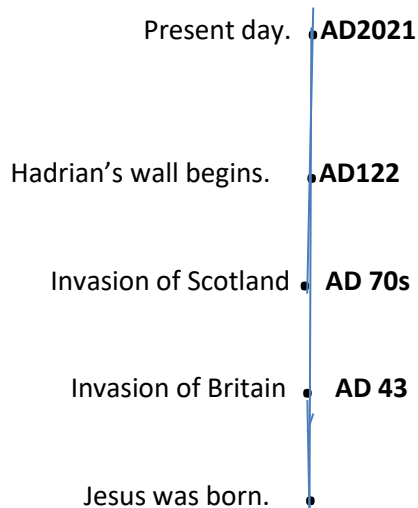 Present day. AD2021
Hadrian’s wall begins. AD122
Invasion of Scotland AD 70s
Invasion of Britain AD 43
Jesus was born.